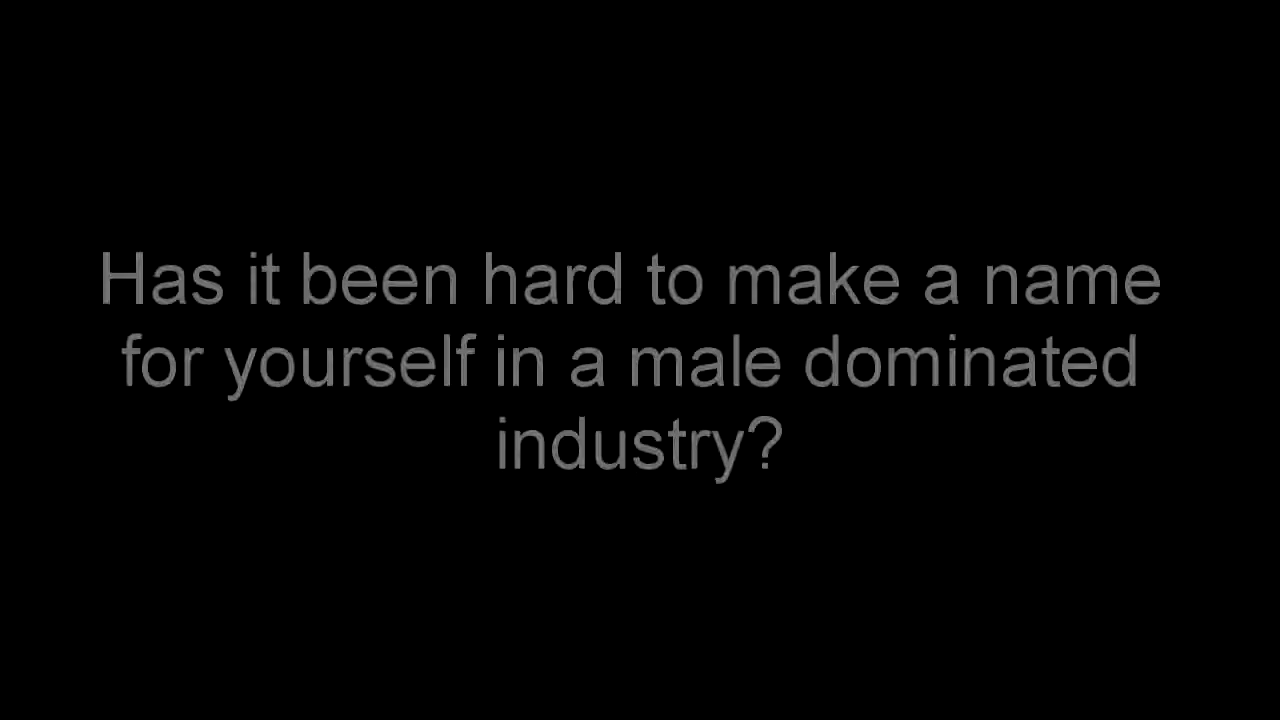 Has it been hard to make a name
for yourself in a male dominated
industry?